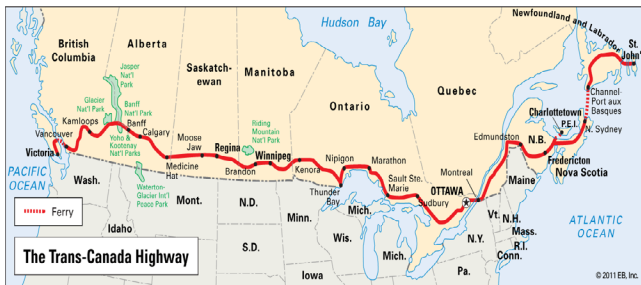 Hudson Bay
Newfoundland and Labrador
St.
John's
British
Columbia
Alberta
Saskatch-
ewan
Manitoba
Ontario
Quebec
Jasper
Nat'l
Park
Glacier
Nat'l
Park
Banff
Nat'l Park
Yoho &
Kootenay
Nat'l Parks
Riding
Mountain
Nat'l Park
Waterton-
Glacier Int'l
Peace Park
Channel-
Port aux
Basques
Charlottetown
P.E.I.
N. Sydney
N.B.
Edmundston
Fredericton
Nova Scotia
Kamloops
Vancouver
Victoria
Banff
Calgary
Medicine
Hat
Moose
Jaw
Regina
Brandon
Winnipeg
Kenora
Nipigon
Thunder
Bay
Marathon
Sault Ste.
Marie
Sudbury
OTTAWA
Montreal
PACIFIC
OCEAN
ATLANTIC
OCEAN
Wash.
Idaho
Mont.
N.D.
S.D.
Minn.
Iowa
Wis.
Mich.
Mich.
Pa.
N.Y.
Vt.
N.H.
Mass.
R.I.
Conn.
Maine
Ferry
The Trans-Canada Highway
© 2011 EB, Inc.